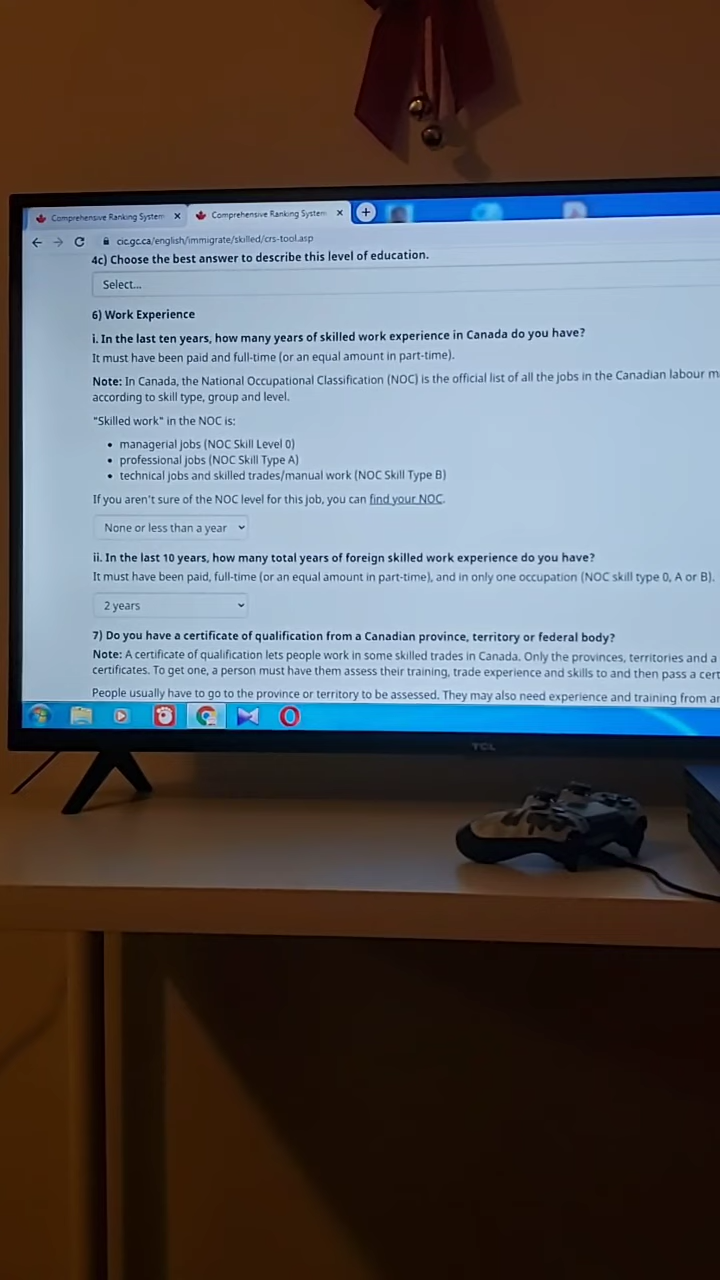 Comprehensive Ranking System
Comprehensive Ranking System
cic.gc.ca/english/immigrate/skilled/crs-tool.asp
4c) Choose the best answer to describe this level of education.
Select...
6) Work Experience
i. In the last ten years, how many years of skilled work experience in Canada do you have?
It must have been paid and full-time (or an equal amount in part-time).
Note: In Canada, the National Occupational Classification (NOC) is the official list of all the jobs in the Canadian labour m
according to skill type, group and level.
"Skilled work" in the NOC is:
• managerial jobs (NOC Skill Level 0)
• professional jobs (NOC Skill Type A)
• technical jobs and skilled trades/manual work (NOC Skill Type B)
If you aren't sure of the NOC level for this job, you can find your NOC.
None or less than a year
ii. In the last 10 years, how many total years of foreign skilled work experience do you have?
It must have been paid, full-time (or an equal amount in part-time), and in only one occupation (NOC skill type 0, A or B).
2 years
7) Do you have a certificate of qualification from a Canadian province, territory or federal body?
Note: A certificate of qualification lets people work in some skilled trades in Canada. Only the provinces, territories and a
certificates. To get one, a person must have them assess their training, trade experience and skills to and then pass a cert
People usually have to go to the province or territory to be assessed. They may also need experience and training from an
TCL